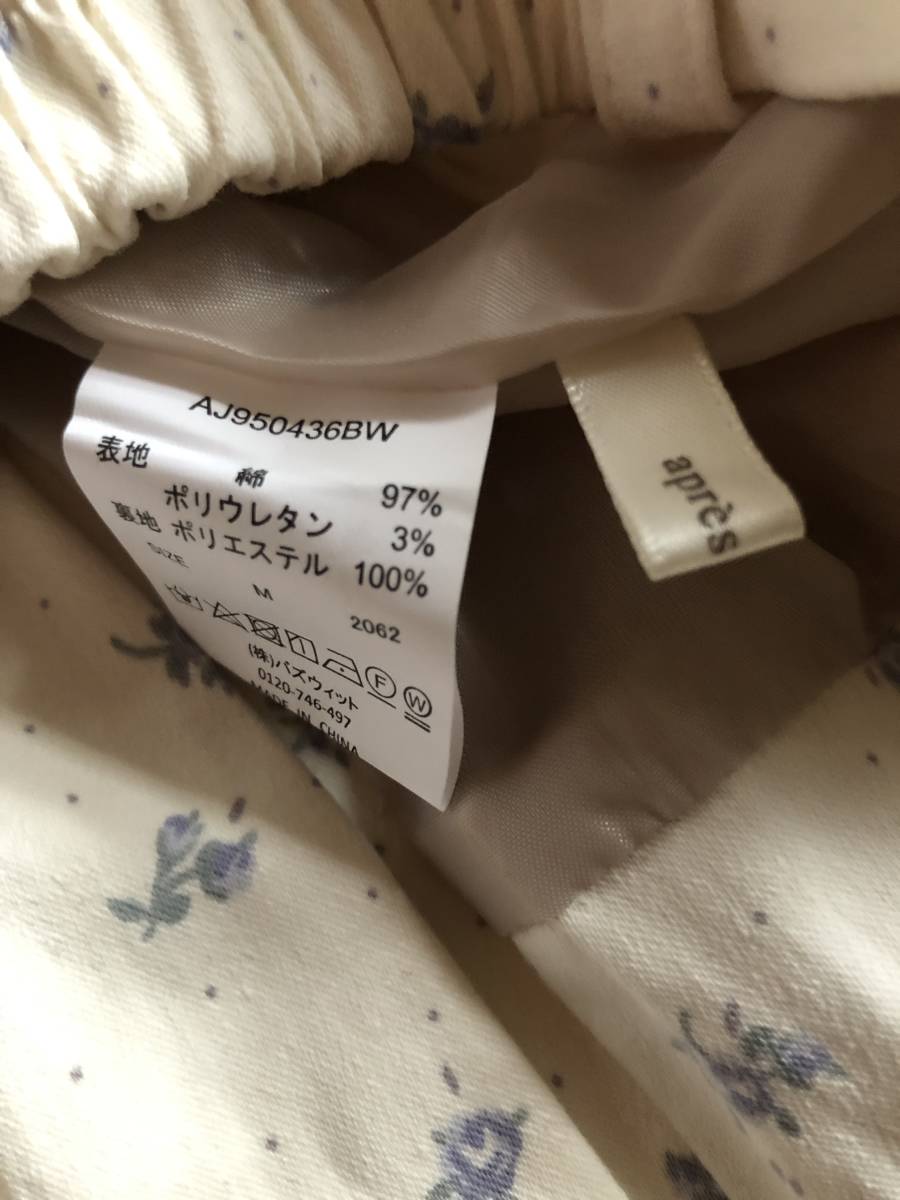 AJ950436BW
表地 綿 97%
ポリウレタン 3%
裏地 ポリエステル 100%
SIZE M
2062
F W
(株)バズウィット
0120-746-497
MADE IN CHINA
après